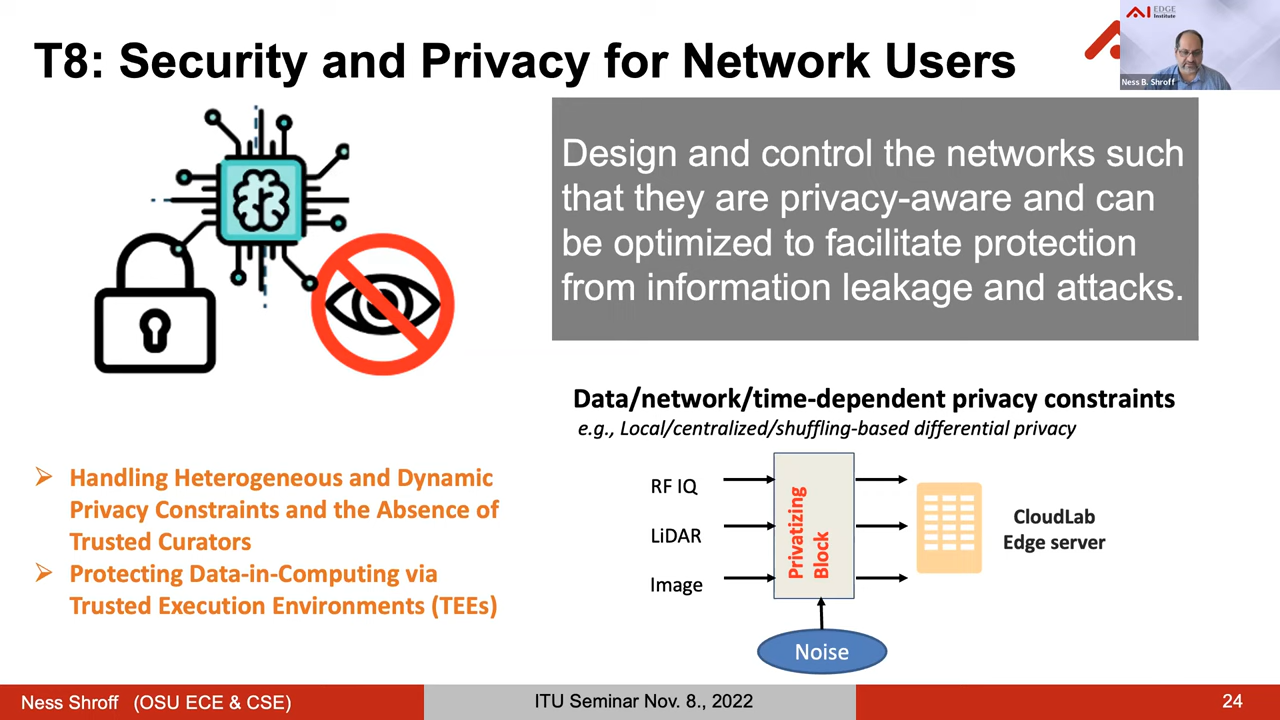 T8: Security and Privacy for Network Users
AI EDGE
Institute
Ness B. Shroff
Design and control the networks such
that they are privacy-aware and can
be optimized to facilitate protection
from information leakage and attacks.
Data/network/time-dependent privacy constraints
e.g., Local/centralized/shuffling-based differential privacy
➢ Handling Heterogeneous and Dynamic
Privacy Constraints and the Absence of
Trusted Curators
➢ Protecting Data-in-Computing via
Trusted Execution Environments (TEEs)
RF IQ
LiDAR
Image
Privatizing
Block
CloudLab
Edge server
Noise
Ness Shroff (OSU ECE & CSE)
ITU Seminar Nov. 8., 2022
24